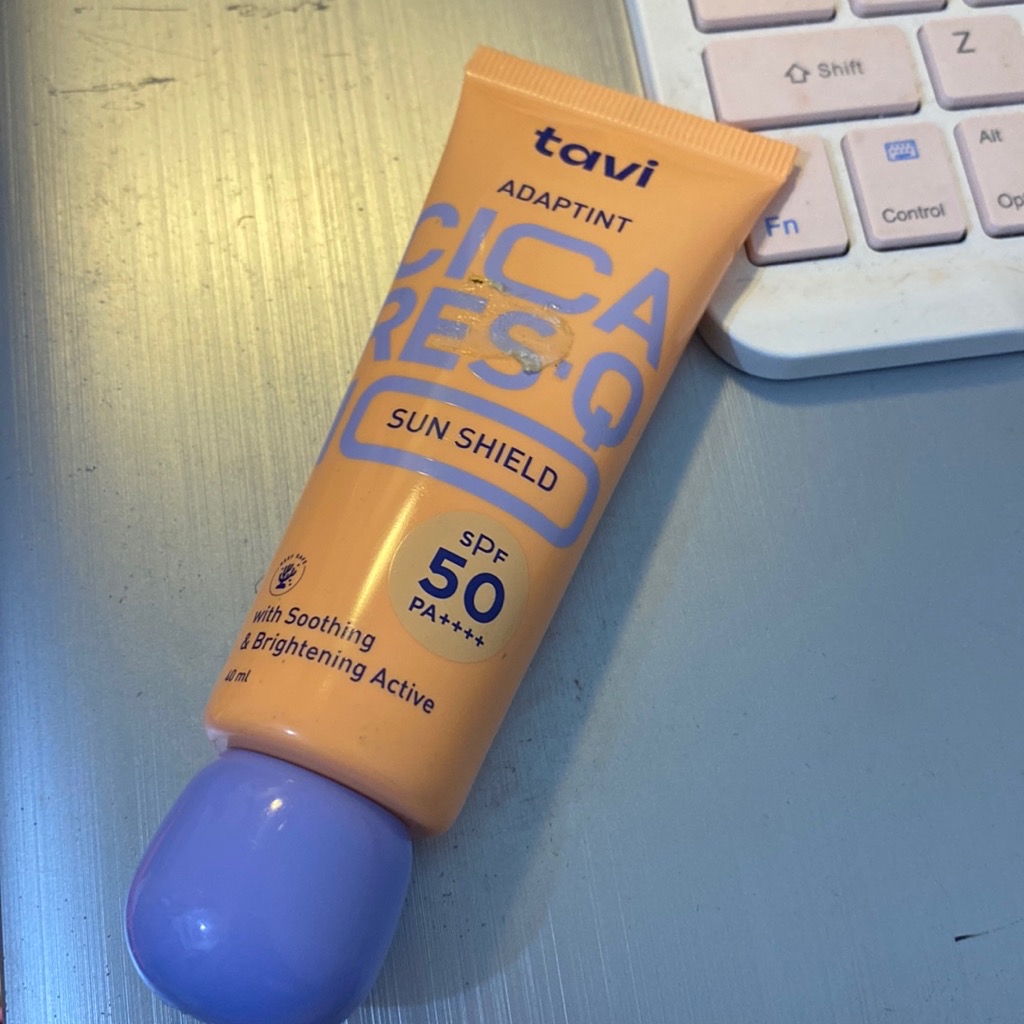 tavi
ADAPTINT
CICA
RES·Q
SUN SHIELD
SPF
50
PA++++
with Soothing
& Brightening Active
40 ml
Shift
Z
Fn
Control
Alt